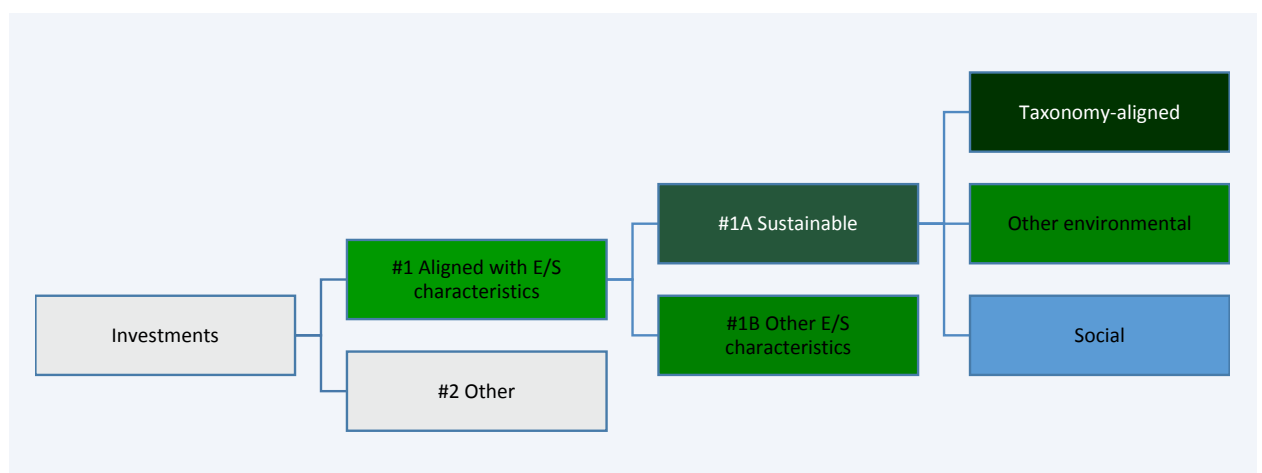 Investments
#1 Aligned with E/S
characteristics
#2 Other
#1A Sustainable
#1B Other E/S
characteristics
Taxonomy-aligned
Other environmental
Social